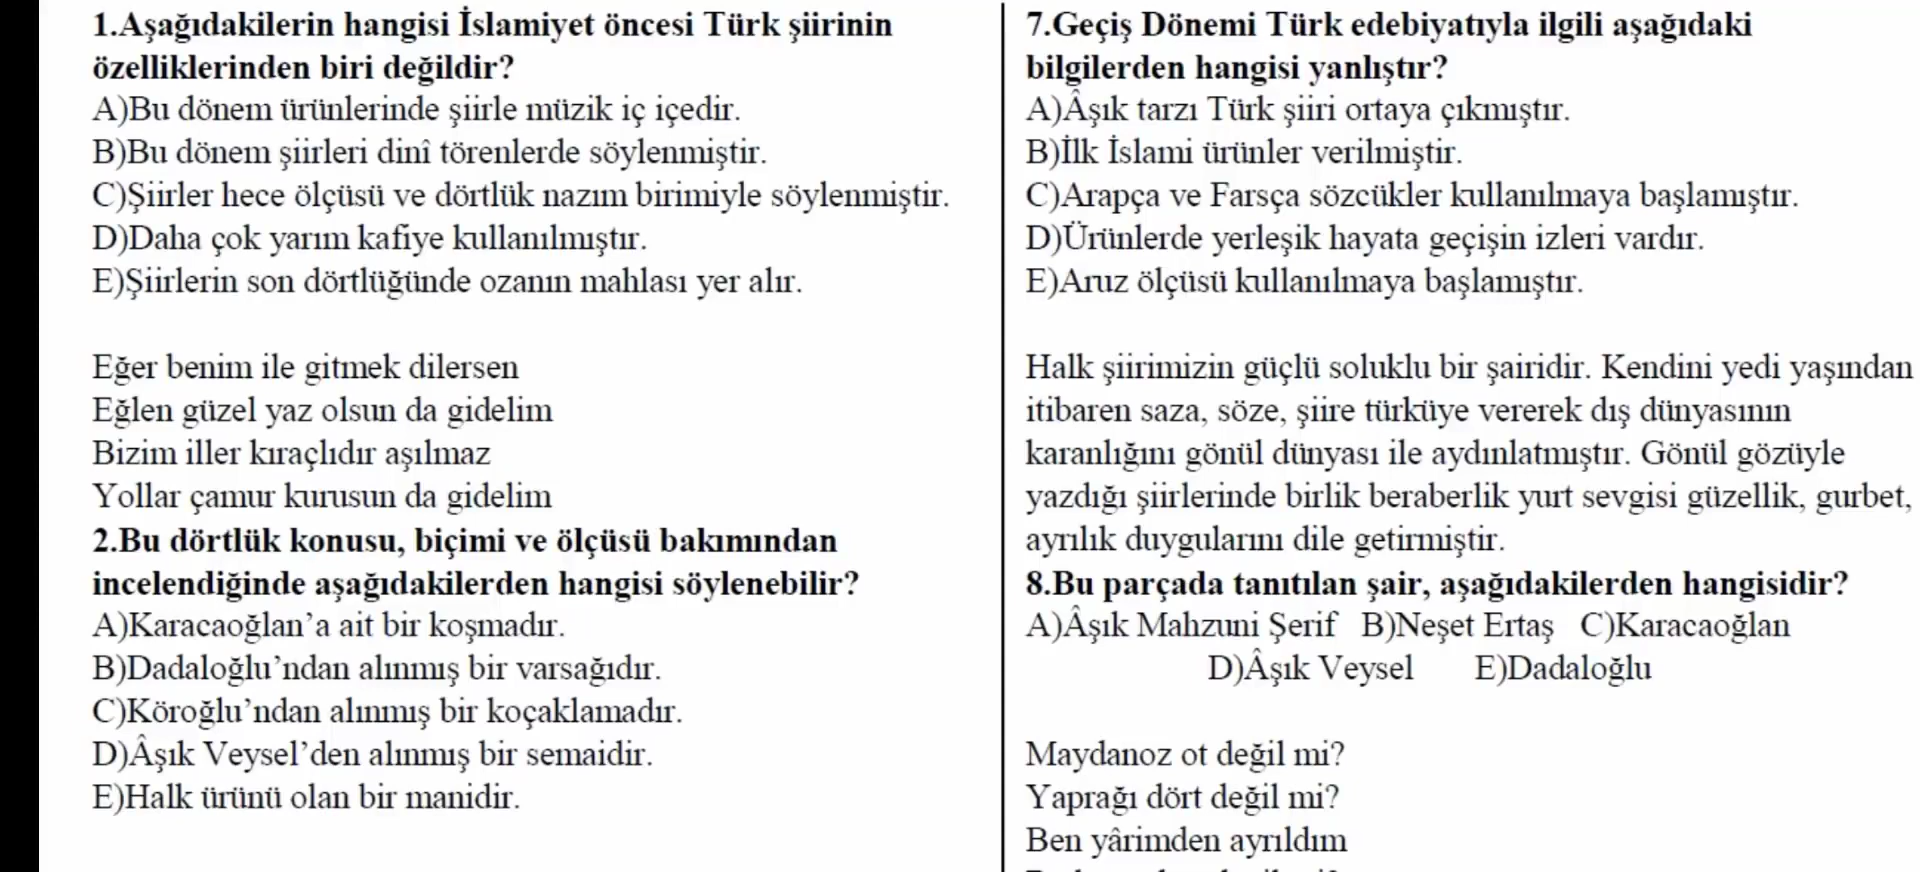 1.Aşağıdakilerin hangisi İslamiyet öncesi Türk şiirinin
özelliklerinden biri değildir?
A)Bu dönem ürünlerinde şiirle müzik iç içedir.
B)Bu dönem şiirleri dinî törenlerde söylenmiştir.
C)Şiirler hece ölçüsü ve dörtlük nazım birimiyle söylenmiştir.
D)Daha çok yarım kafiye kullanılmıştır.
E)Şiirlerin son dörtlüğünde ozanın mahlası yer alır.
Eğer benim ile gitmek dilersen
Eğlen güzel yaz olsun da gidelim
Bizim iller kıraçlıdır aşılmaz
Yollar çamur kurusun da gidelim
2.Bu dörtlük konusu, biçimi ve ölçüsü bakımından
incelendiğinde aşağıdakilerden hangisi söylenebilir?
A)Karacaoğlan’a ait bir koşmadır.
B)Dadaloğlu’ndan alınmış bir varsağıdır.
C)Köroğlu’ndan alınmış bir koçaklamadır.
D)Âşık Veysel’den alınmış bir semaidir.
E)Halk ürünü olan bir manidir.
7.Geçiş Dönemi Türk edebiyatıyla ilgili aşağıdaki
bilgilerden hangisi yanlıştır?
A)Âşık tarzı Türk şiiri ortaya çıkmıştır.
B)İlk İslami ürünler verilmiştir.
C)Arapça ve Farsça sözcükler kullanılmaya başlamıştır.
D)Ürünlerde yerleşik hayata geçişin izleri vardır.
E)Aruz ölçüsü kullanılmaya başlamıştır.
Halk şiirimizin güçlü soluklu bir şairidir. Kendini yedi yaşından
itibaren saza, söze, şiire türküye vererek dış dünyasının
karanlığını gönül dünyası ile aydınlatmıştır. Gönül gözüyle
yazdığı şiirlerinde birlik beraberlik yurt sevgisi güzellik, gurbet,
ayrılık duygularını dile getirmiştir.
8.Bu parçada tanıtılan şair, aşağıdakilerden hangisidir?
A)Âşık Mahzuni Şerif B)Neşet Ertaş C)Karacaoğlan
D)Âşık Veysel E)Dadaloğlu
Maydanoz ot değil mi?
Yaprağı dört değil mi?
Ben yârimden ayrıldım